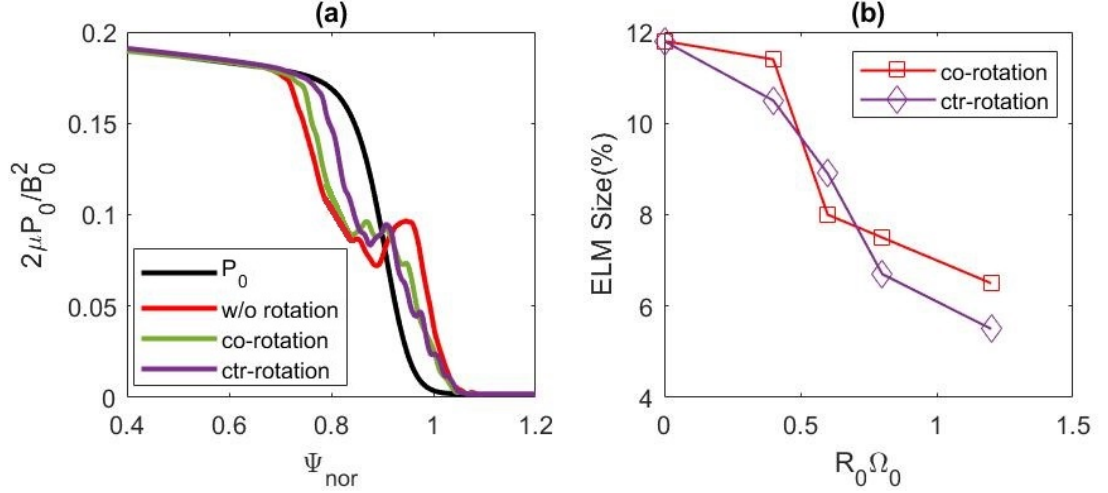 (a)
0.2
0.15
0.1
0.05
0
2μP₀/B₀²
P₀
w/o rotation
co-rotation
ctr-rotation
0.4 0.6 0.8 1 1.2
Ψnor
(b)
12
10
8
6
4
ELM Size(%)
co-rotation
ctr-rotation
0 0.5 1 1.5
R₀Ω₀